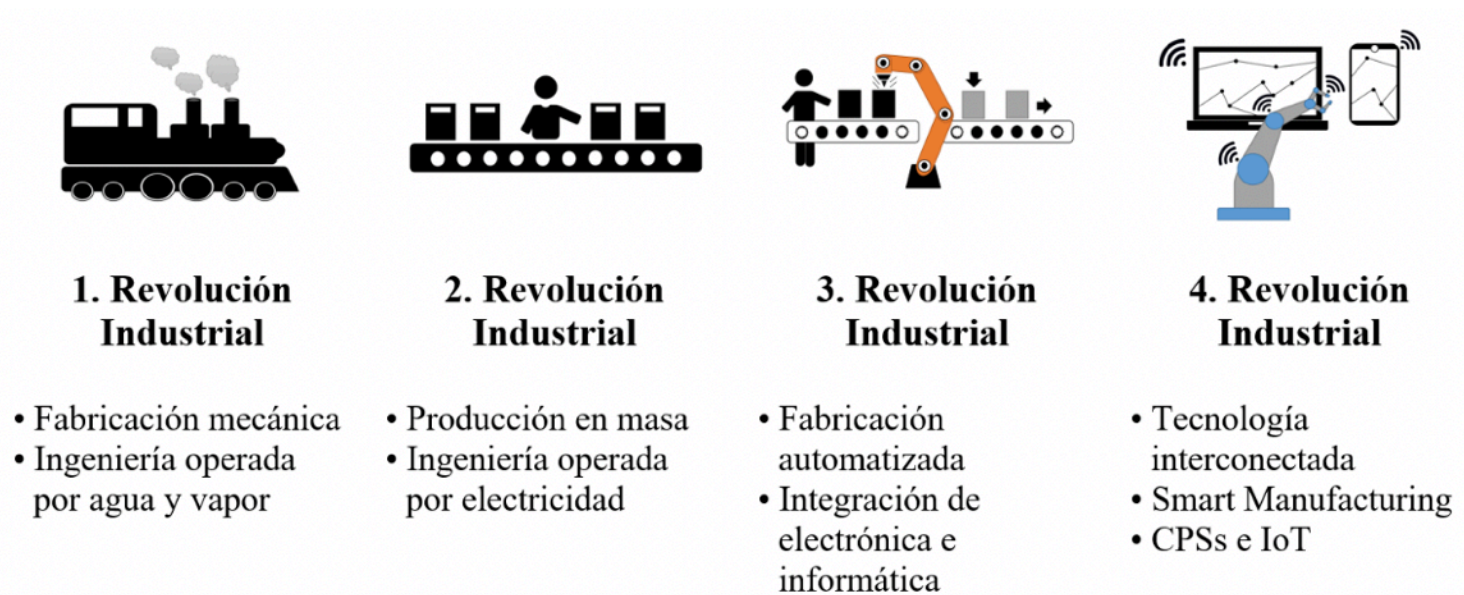 1. Revolución
Industrial
• Fabricación mecánica
• Ingeniería operada
por agua y vapor
2. Revolución
Industrial
• Producción en masa
• Ingeniería operada
por electricidad
3. Revolución
Industrial
• Fabricación
automatizada
• Integración de
electrónica e
informática
4. Revolución
Industrial
• Tecnología
interconectada
• Smart Manufacturing
• CPSs e IoT